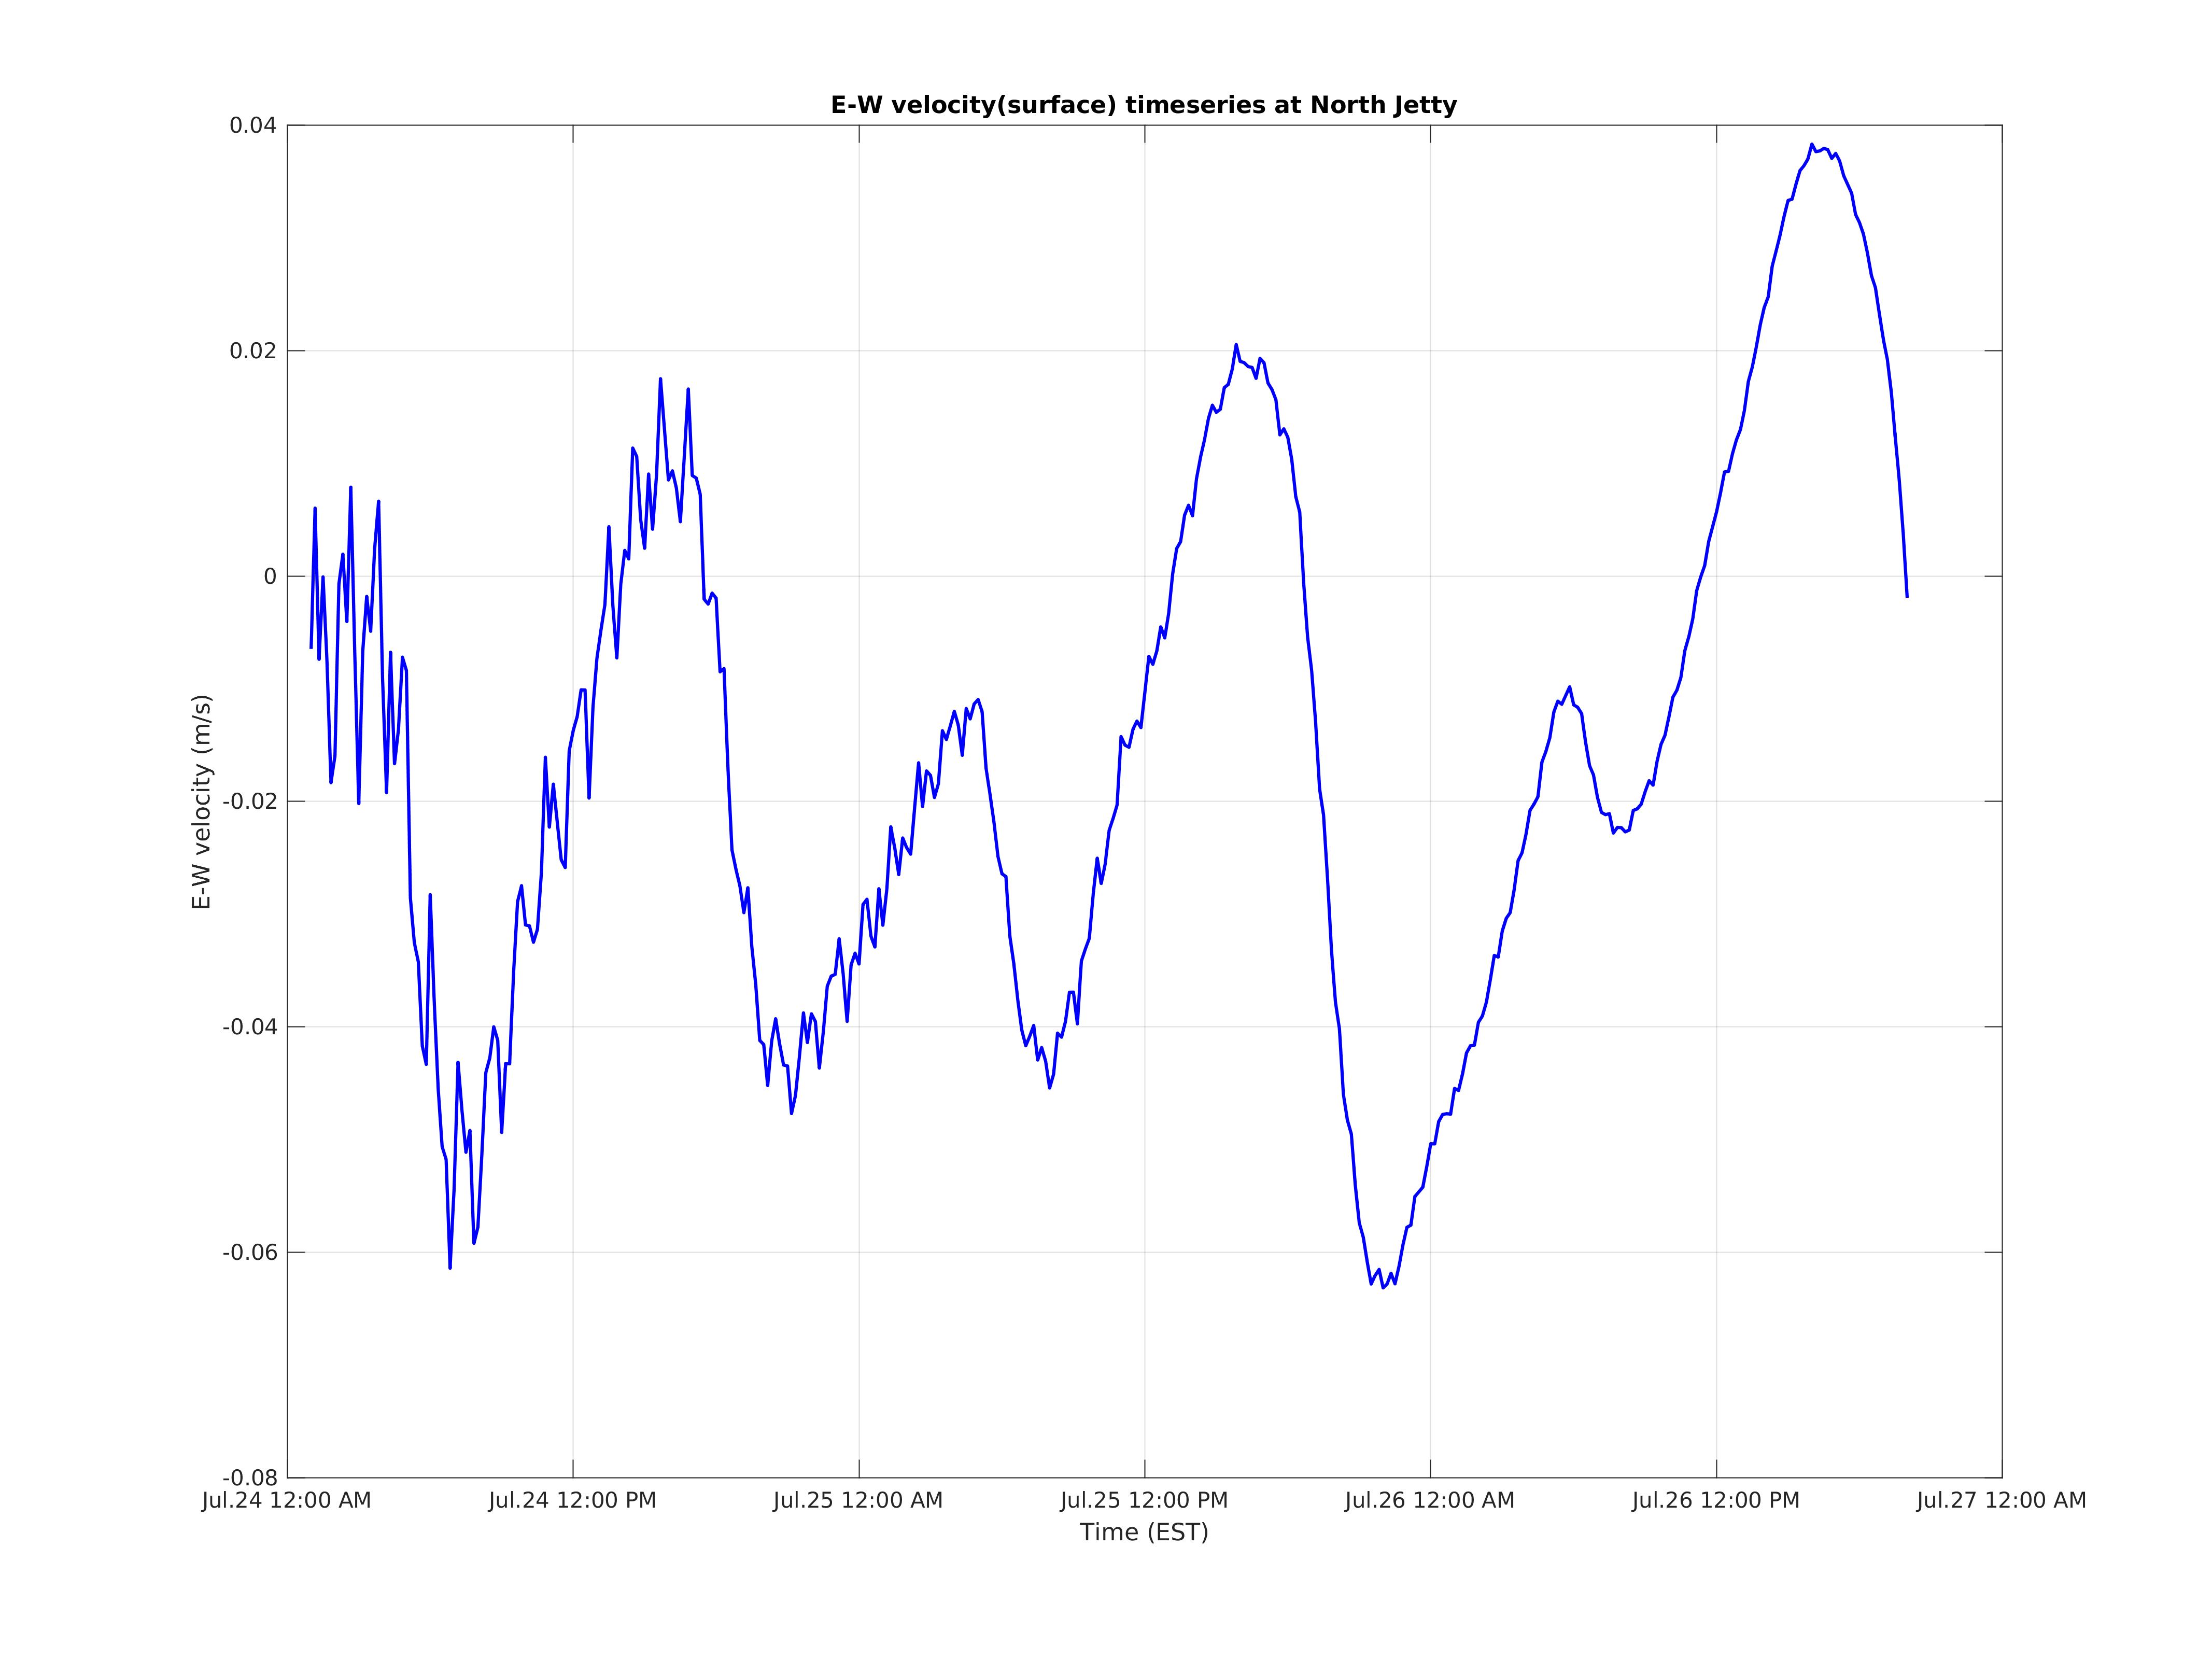 E-W velocity(surface) timeseries at North Jetty
0.04
0.02
0
-0.02
-0.04
-0.06
-0.08
E-W velocity (m/s)
Jul.24 12:00 AM Jul.24 12:00 PM Jul.25 12:00 AM Jul.25 12:00 PM Jul.26 12:00 AM Jul.26 12:00 PM Jul.27 12:00 AM
Time (EST)